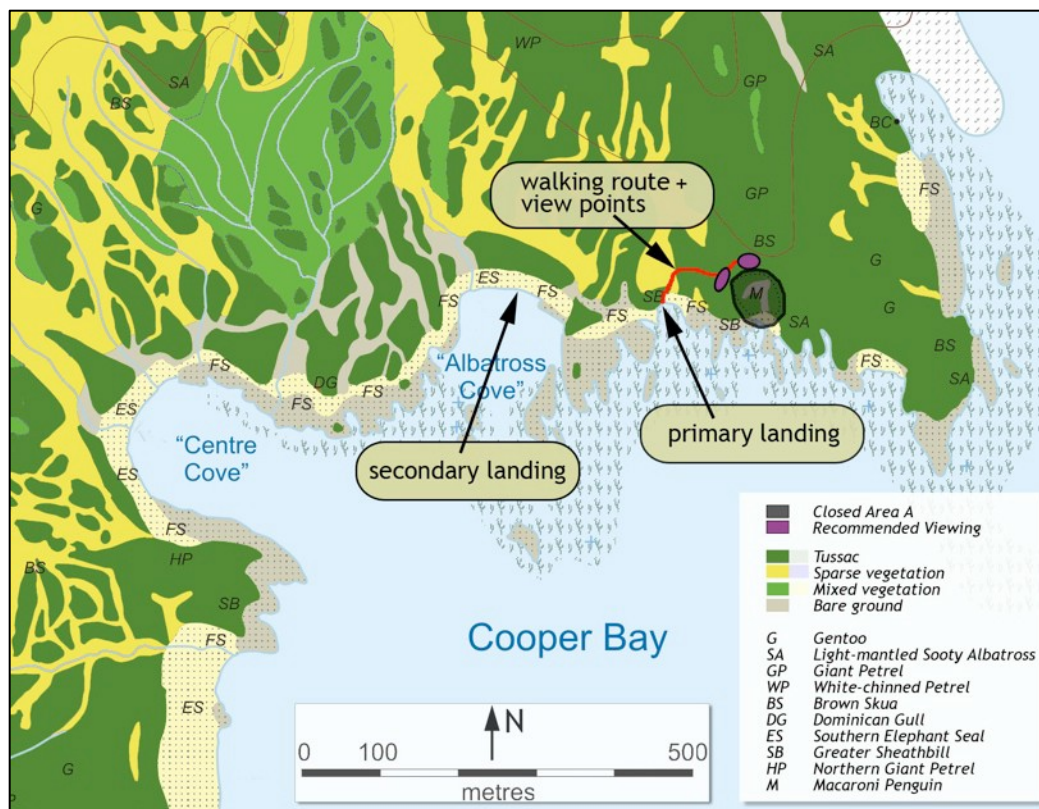 WP
SA
SA
BS
GP
BC
FS
G
walking route +
view points
GP
BS
ES
FS
FS
SB
FS
M
G
G
FS
SB
SA
FS
FS
BS
DG
FS
FS
SA
"Albatross
Cove"
ES
"Centre
Cove"
primary landing
secondary landing
ES
FS
HP
BS
SB
FS
Cooper Bay
ES
G
P
N
0 100 500
metres
Closed Area A
Recommended Viewing
Tussac
Sparse vegetation
Mixed vegetation
Bare ground
G Gentoo
SA Light-mantled Sooty Albatross
GP Giant Petrel
WP White-chinned Petrel
BS Brown Skua
DG Dominican Gull
ES Southern Elephant Seal
SB Greater Sheathbill
HP Northern Giant Petrel
M Macaroni Penguin